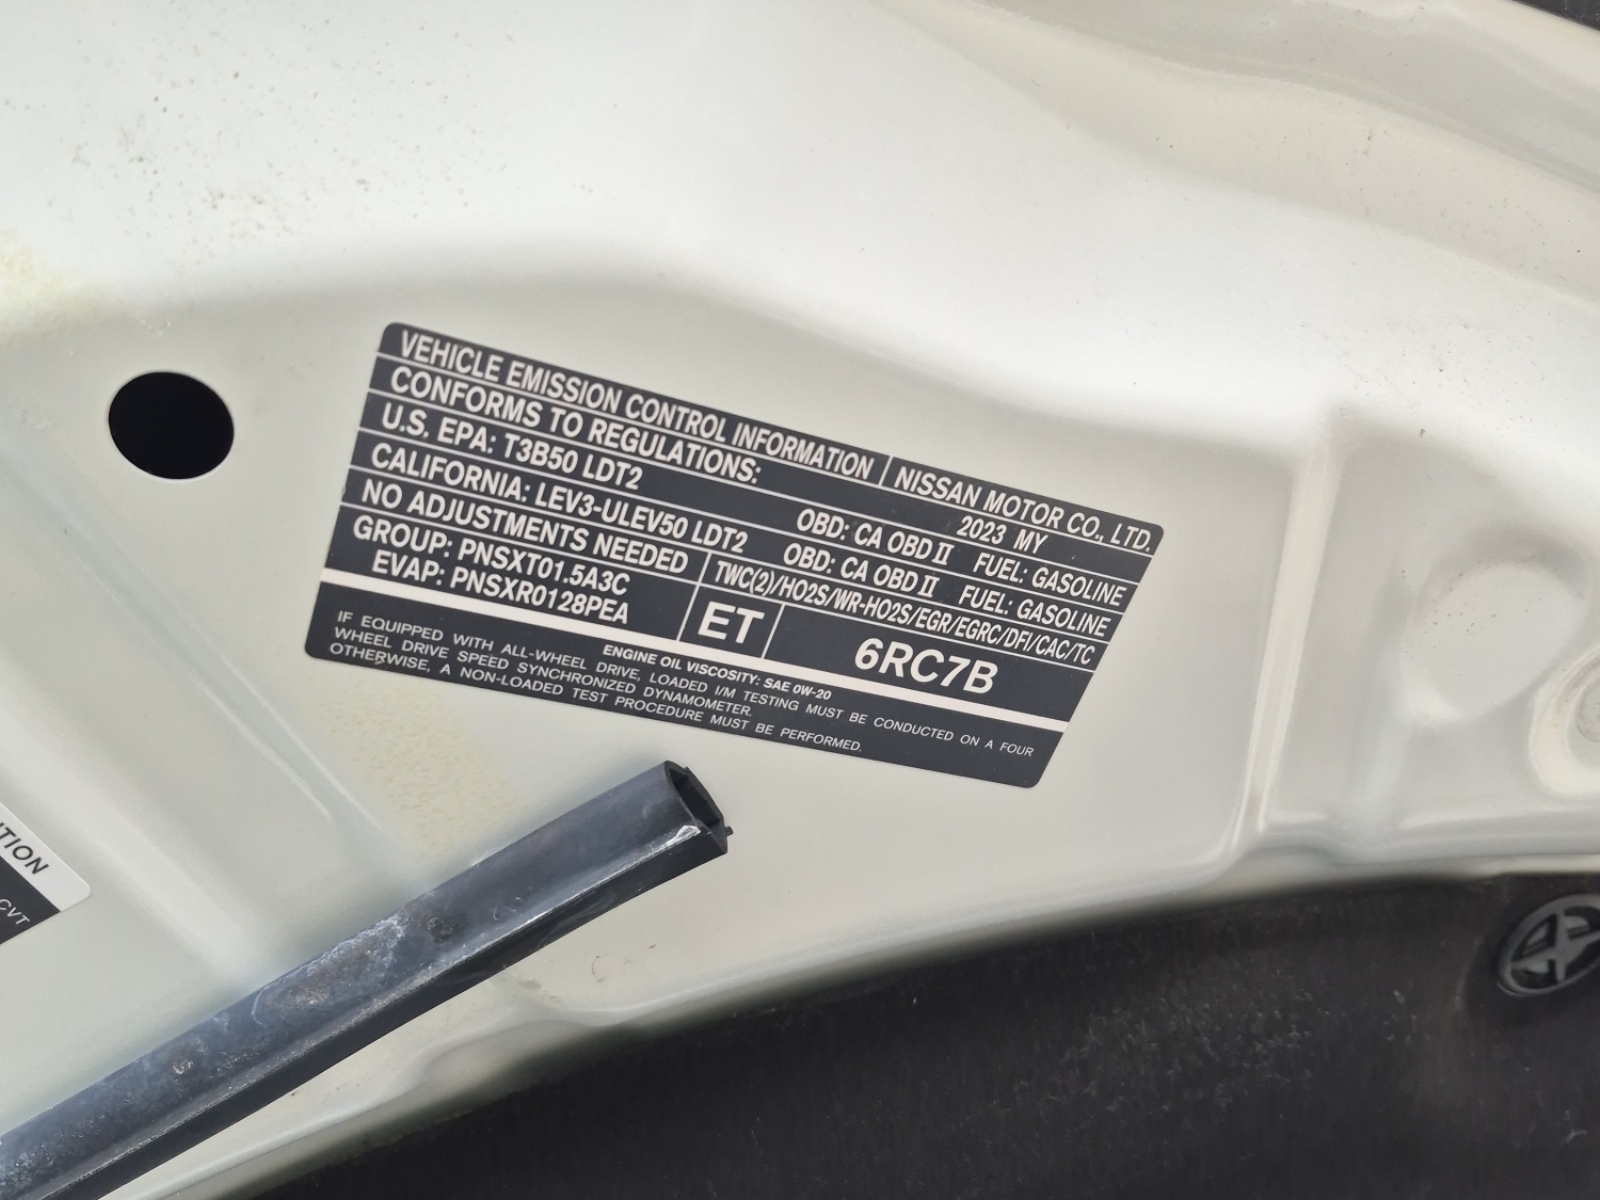 VEHICLE EMISSION CONTROL INFORMATION NISSAN MOTOR CO., LTD.
CONFORMS TO REGULATIONS: 2023 MY
U.S. EPA: T3B50 LDT2 OBD: CA OBD II FUEL: GASOLINE
CALIFORNIA: LEV3-ULEV50 LDT2 OBD: CA OBD II FUEL: GASOLINE
NO ADJUSTMENTS NEEDED TWC(2)/HO2S/WR-HO2S/EGR/EGRC/DFI/CAC/TC
GROUP: PNSXT01.5A3C
EVAP: PNSXR0128PEA
ET 6RC7B
ENGINE OIL VISCOSITY: SAE 0W-20
IF EQUIPPED WITH ALL-WHEEL DRIVE, LOADED I/M TESTING MUST BE CONDUCTED ON A FOUR
WHEEL DRIVE SPEED SYNCHRONIZED DYNAMOMETER.
OTHERWISE, A NON-LOADED TEST PROCEDURE MUST BE PERFORMED.
CVT